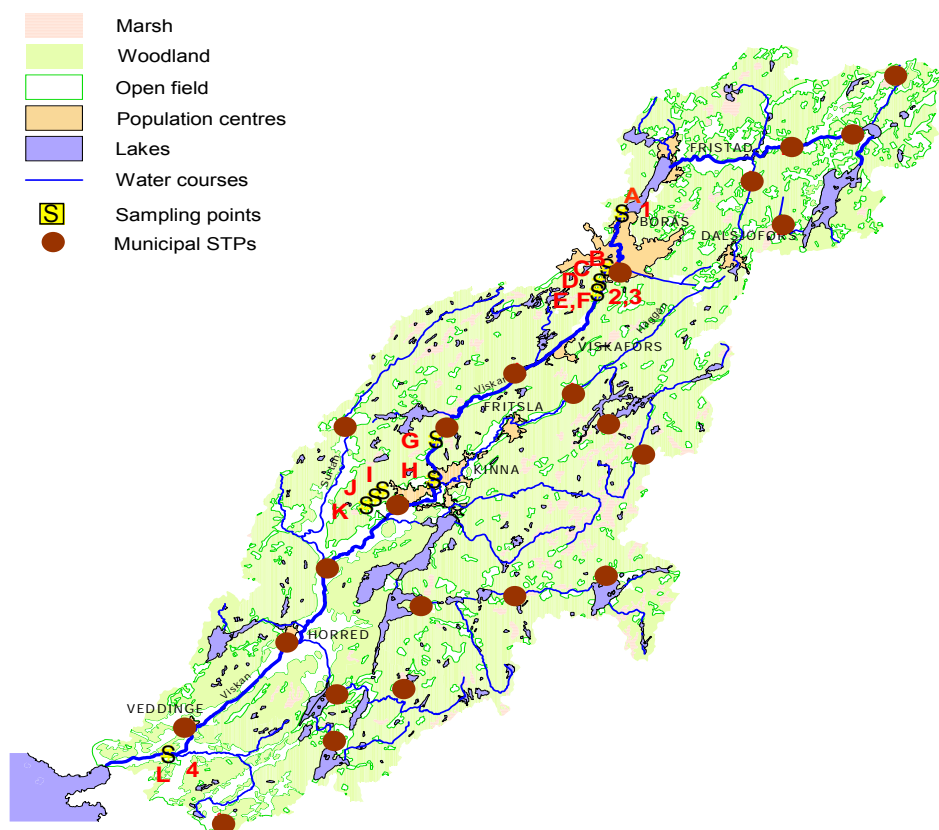 Marsh
Woodland
Open field
Population centres
Lakes
Water courses
S Sampling points
Municipal STPs
FRISTAD
A
1
S
BORÅS
DALSJÖFORS
B
C
S
D
S
E,F
S
2,3
Häggån
VISKAFORS
Viskan
FRITSLA
G
S
H
S
KINNA
I
S
J
S
K
S
Surtan
HORRED
Viskan
VEDDINGE
S
L
4